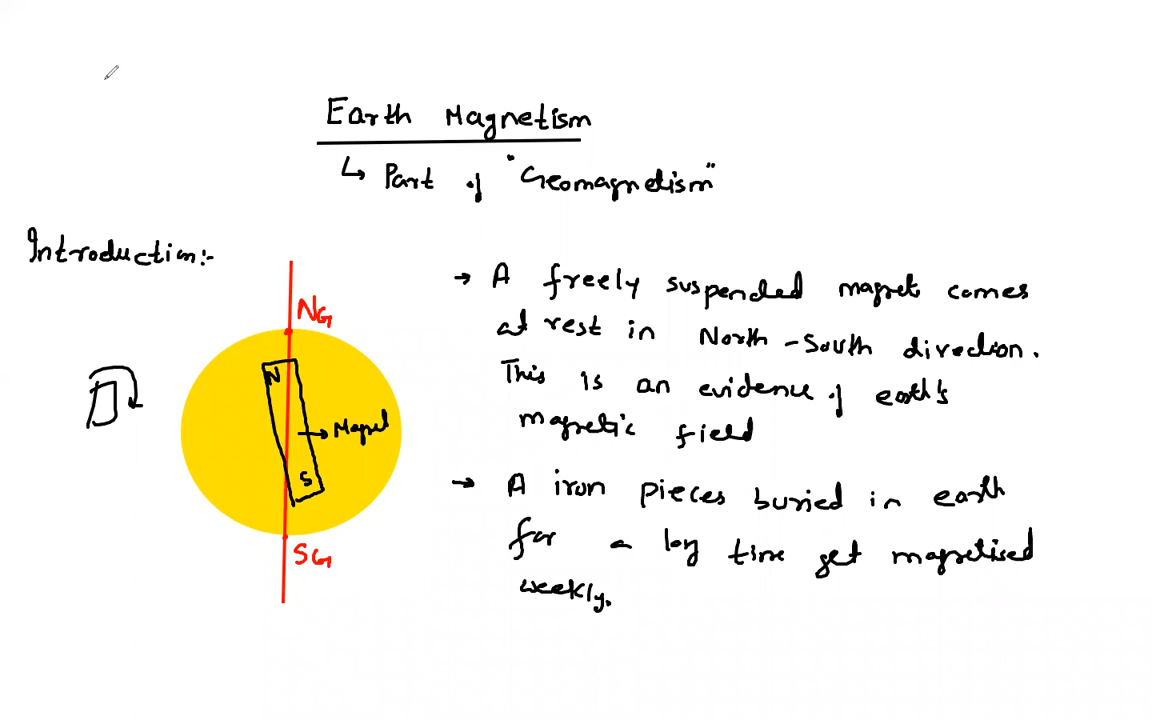 Earth Magnetism
↳ Part of "Geomagnetism"
Introduction:-
NG
N
→ Magnet
S
SG
→ A freely suspended magnet comes
at rest in North-South direction.
This is an evidence of earth's
magnetic field
→ A iron pieces buried in earth
for a long time get magnetised
weekly.